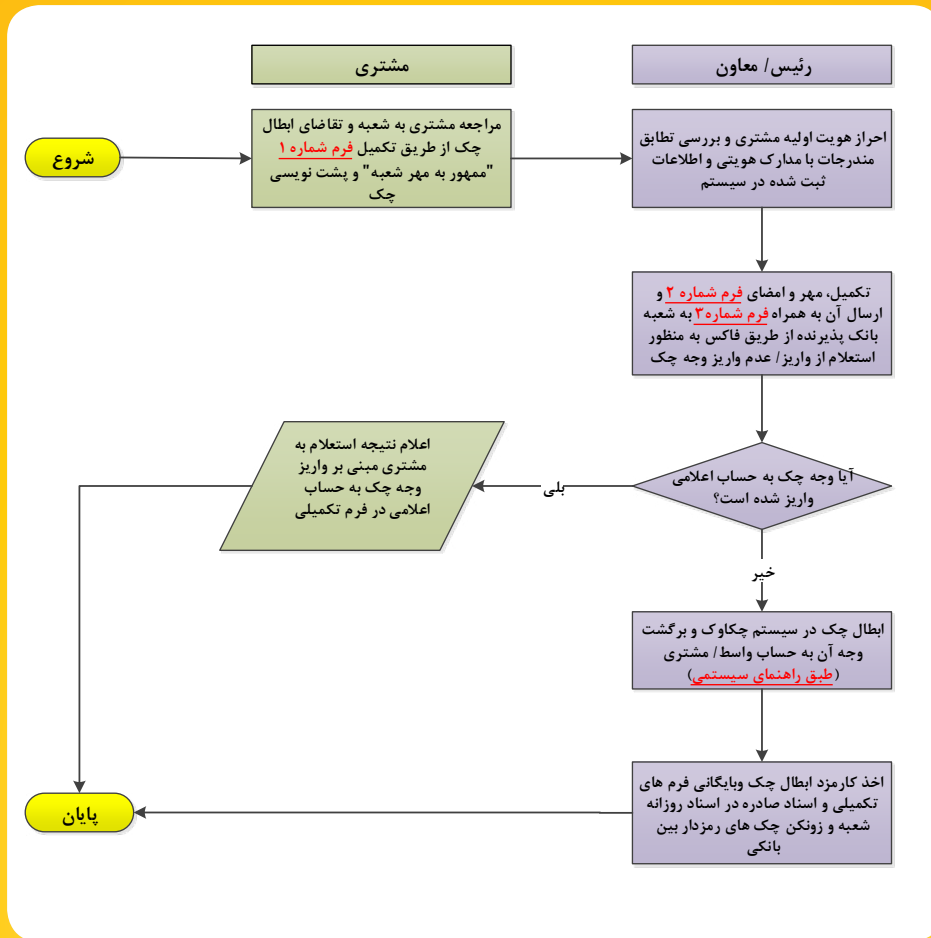 رئیس/ معاون
مشتری
شروع
مراجعه مشتری به شعبه و تقاضای ابطال
چک از طریق تکمیل فرم شماره ۱
"ممهور به مهر شعبه" و پشت نویسی
چک
احراز هویت اولیه مشتری و بررسی تطابق
مندرجات با مدارک هویتی و اطلاعات
ثبت شده در سیستم
تکمیل، مهر و امضای فرم شماره ۲ و
ارسال آن به همراه فرم شماره۳ به شعبه
بانک پذیرنده از طریق فاکس به منظور
استعلام از واریز/ عدم واریز وجه چک
آیا وجه چک به حساب اعلامی
واریز شده است؟
بلی
اعلام نتیجه استعلام به
مشتری مبنی بر واریز
وجه چک به حساب
اعلامی در فرم تکمیلی
خیر
ابطال چک در سیستم چکاوک و برگشت
وجه آن به حساب واسط/ مشتری
(طبق راهنمای سیستمی)
اخذ کارمزد ابطال چک وبایگانی فرم های
تکمیلی و اسناد صادره در اسناد روزانه
شعبه و زونکن چک های رمزدار بین
بانکی
پایان